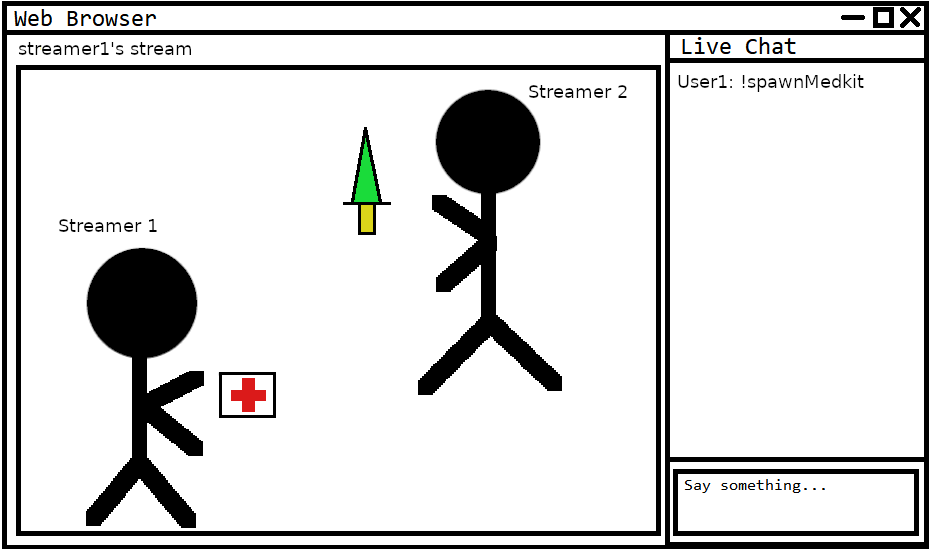 Web Browser
streamer1's stream
Live Chat
User1: !spawnMedkit
Streamer 2
Streamer 1
Say something...